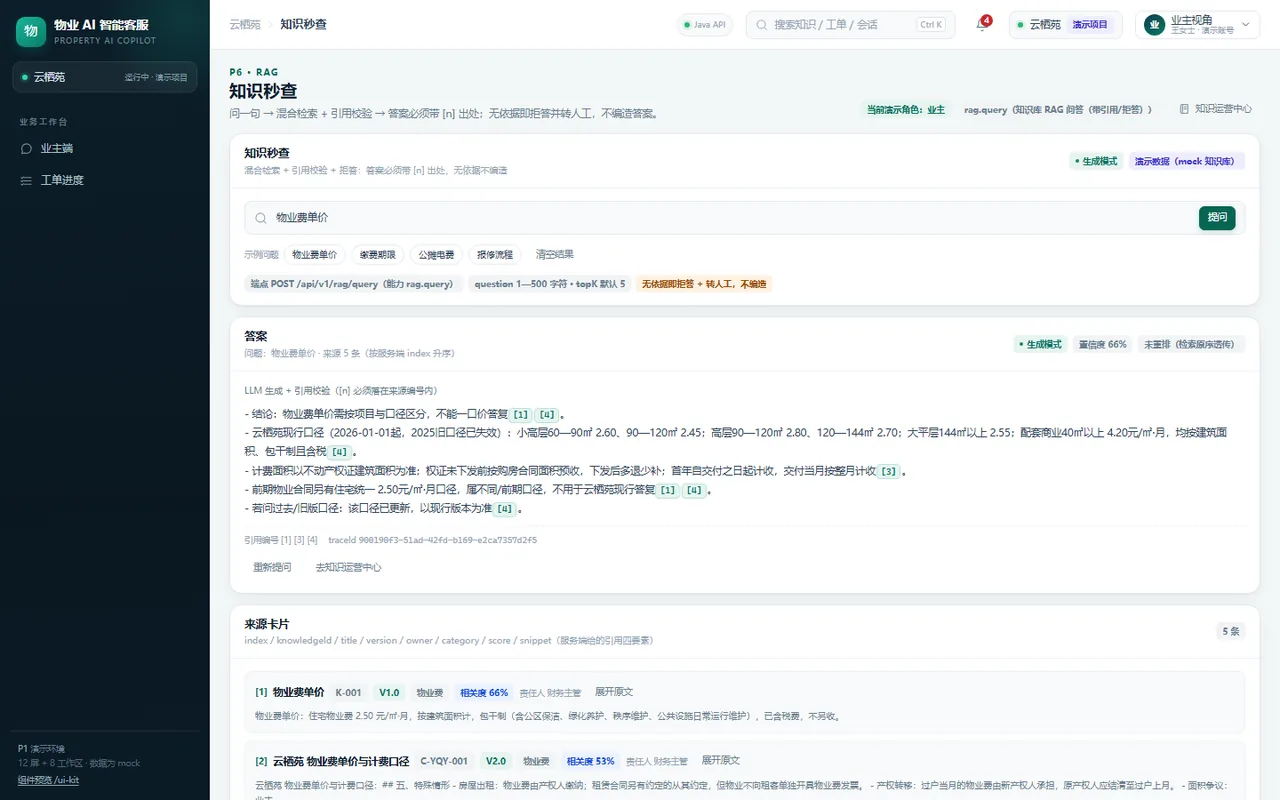 物
物业 AI 智能客服
PROPERTY AI COPILOT
云栖苑
运行中 · 演示项目
业务工作台
业主端
工单进度
P1 演示环境
12 屏 + 8 工作区 · 数据为 mock
组件预览 /ui-kit
云栖苑
知识秒查
Java API
搜索知识 / 工单 / 会话
Ctrl K
4
云栖苑
演示项目
业
业主视角
王女士 · 演示账号
P6 • RAG
知识秒查
问一句 → 混合检索 + 引用校验 → 答案必须带 [n] 出处；无依据即拒答并转人工，不编造答案。
当前演示角色：业主
rag.query（知识库 RAG 问答（带引用/拒答））
知识运营中心
知识秒查
混合检索 + 引用校验 + 拒答：答案必须带 [n] 出处，无依据不编造
生成模式
演示数据（mock 知识库）
物业费单价
提问
示例问题
物业费单价
缴费期限
公摊电费
报修流程
清空结果
端点 POST /api/v1/rag/query（能力 rag.query）
question 1—500 字符 • topK 默认 5
无依据即拒答 + 转人工，不编造
答案
问题：物业费单价 · 来源 5 条（按服务端 index 升序）
生成模式
置信度 66%
未重排（检索原序透传）
LLM 生成 + 引用校验（[n] 必须落在来源编号内）
- 结论：物业费单价需按项目与口径区分，不能一口价答复 [1] [4] 。
- 云栖苑现行口径（2026-01-01起，2025旧口径已失效）：小高层60—90㎡ 2.60、90—120㎡ 2.45；高层90—120㎡ 2.80、120—144㎡ 2.70；大平层144㎡以上 2.55；配套商业40㎡以上 4.20元/㎡·月，均按建筑面
积、包干制且含税 [4] 。
- 计费面积以不动产权证建筑面积为准；权证未下发前按购房合同面积预收，下发后多退少补；首年自交付之日起计收，交付当月按整月计收 [3] 。
- 前期物业合同另有住宅统一 2.50元/㎡·月口径，属不同/前期口径，不用于云栖苑现行答复 [1] [4] 。
- 若问过去/旧版口径：该口径已更新，以现行版本为准 [4] 。
引用编号 [1] [3] [4]
traceId 900190f3-51ad-42fd-b169-e2ca7357d2f5
重新提问
去知识运营中心
来源卡片
index / knowledgeId / title / version / owner / category / score / snippet（服务端给的引用四要素）
5 条
[1] 物业费单价 K-001 V1.0 物业费 相关度 66% 责任人 财务主管 展开原文
物业费单价：住宅物业费 2.50 元/㎡·月，按建筑面积计，包干制（含公区保洁、绿化养护、秩序维护、公共设施日常运行维护），已含税费，不另收。
[2] 云栖苑 物业费单价与计费口径 C-YQY-001 V2.0 物业费 相关度 53% 责任人 财务主管 展开原文
云栖苑 物业费单价与计费口径：## 五、特殊情形 - 房屋出租：物业费由产权人缴纳；租赁合同另有约定的从其约定，但物业不向租客单独开具物业费发票。 - 产权转移：过户当月的物业费由新产权人承担，原产权人应结清至过户上月。 - 面积争议：